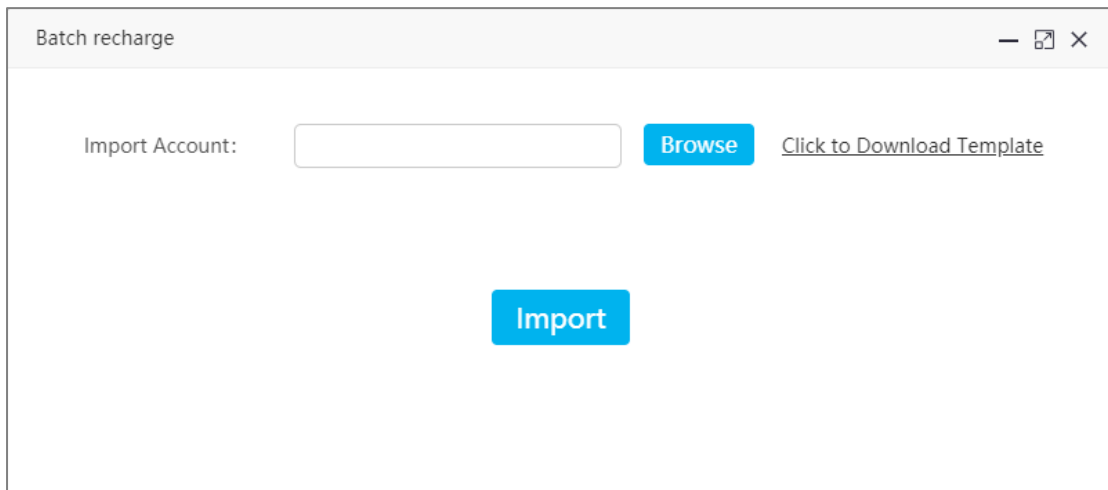 Batch recharge
Import Account: Browse Click to Download Template
Import